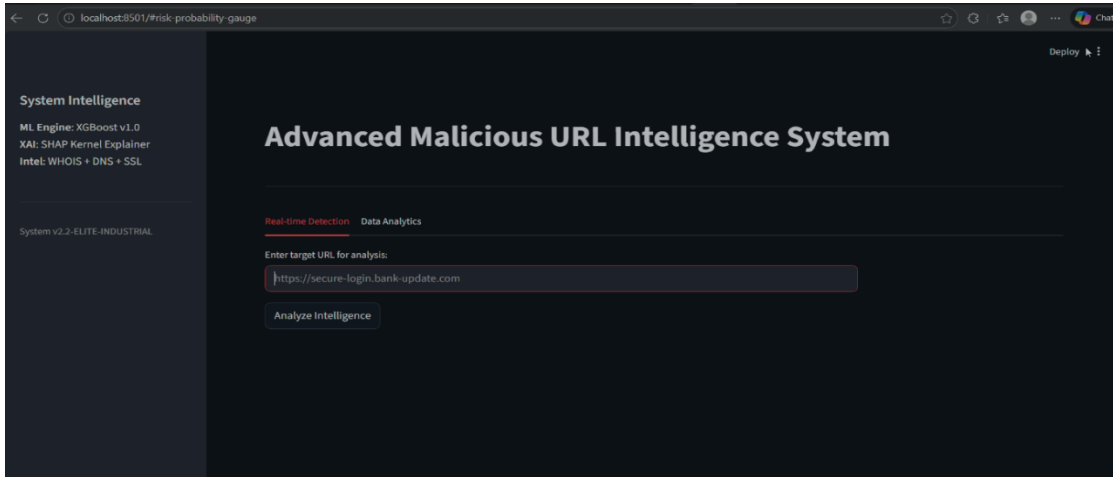 localhost:8501/#risk-probability-gauge
Chat
Deploy
System Intelligence
ML Engine: XGBoost v1.0
XAI: SHAP Kernel Explainer
Intel: WHOIS + DNS + SSL
System v2.2-ELITE-INDUSTRIAL
Advanced Malicious URL Intelligence System
Real-time Detection Data Analytics
Enter target URL for analysis:
https://secure-login.bank-update.com
Analyze Intelligence